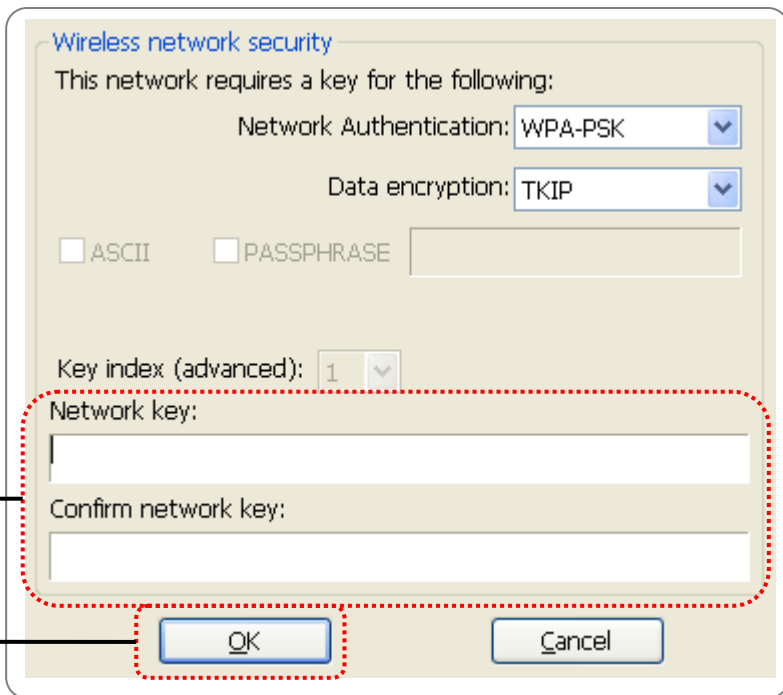 Wireless network security
This network requires a key for the following:
Network Authentication: WPA-PSK
Data encryption: TKIP
ASCII PASSPHRASE
Key index (advanced): 1
Network key:
Confirm network key:
OK Cancel